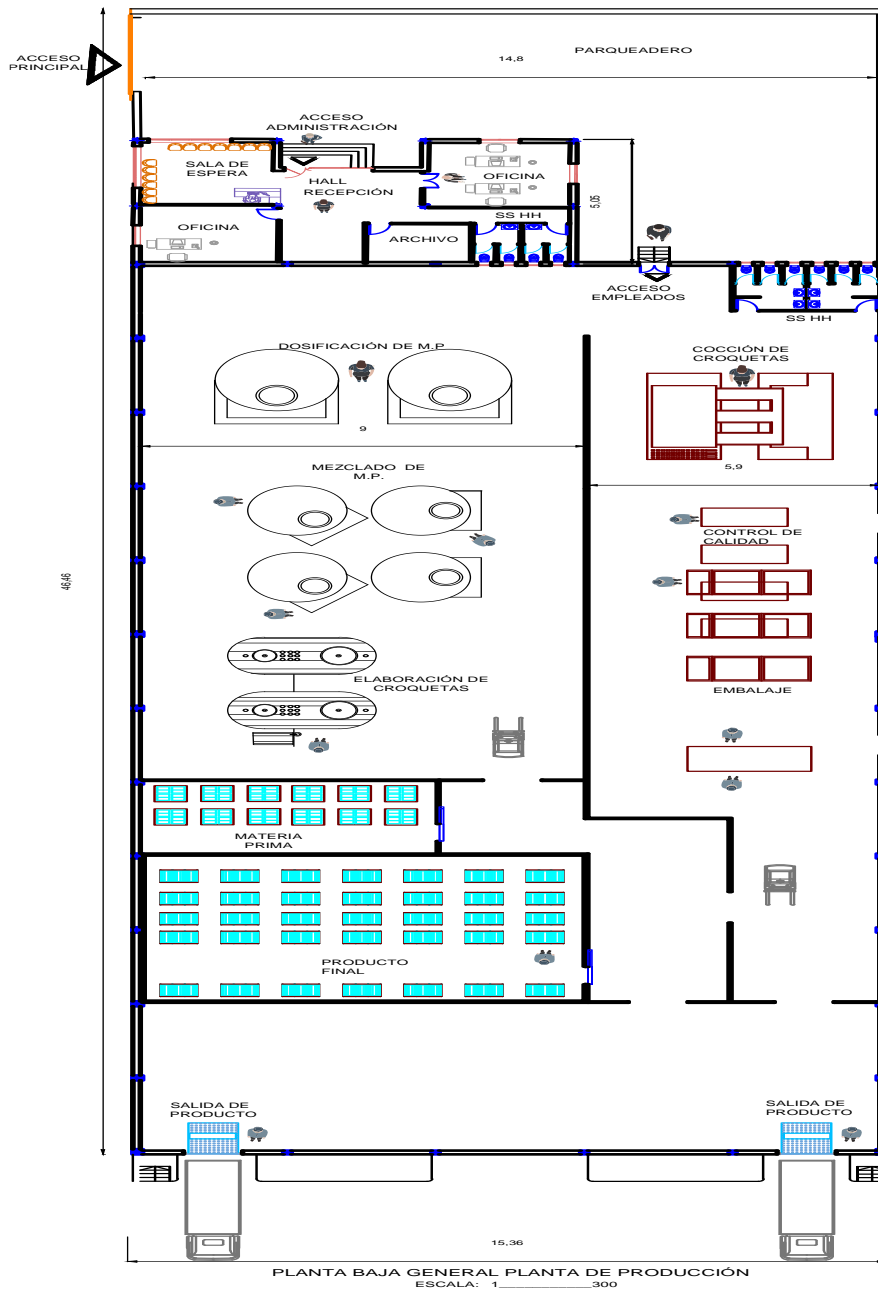 PARQUEADERO
ACCESO
PRINCIPAL
14,8
ACCESO
ADMINISTRACIÓN
SALA DE
ESPERA
HALL
RECEPCIÓN
OFICINA
5,05
OFICINA
ARCHIVO
SS HH
ACCESO
EMPLEADOS
SS HH
DOSIFICACIÓN DE M.P
COCCIÓN DE
CROQUETAS
9
5,9
MEZCLADO DE
M.P.
CONTROL DE
CALIDAD
46,46
ELABORACIÓN DE
CROQUETAS
EMBALAJE
MATERIA
PRIMA
PRODUCTO
FINAL
SALIDA DE
PRODUCTO
SALIDA DE
PRODUCTO
15,36
PLANTA BAJA GENERAL PLANTA DE PRODUCCIÓN
ESCALA: 1____________300